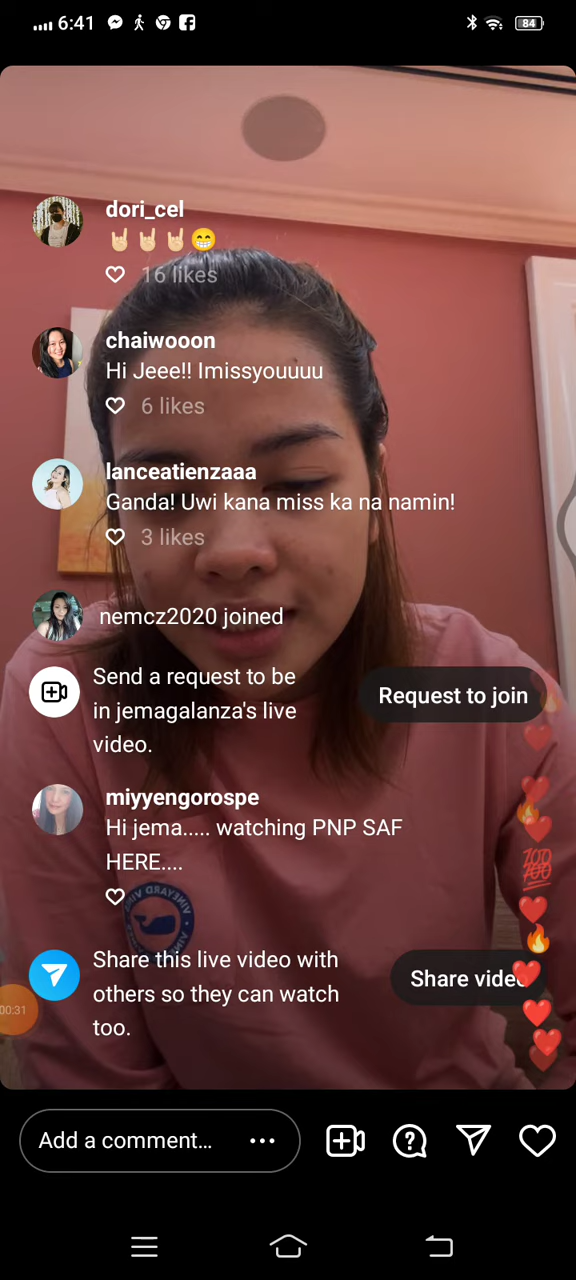 6:41
84
dori_cel
🤘🏼🤘🏼🤘🏼😁
16 likes
chaiwooon
Hi Jeee!! Imissyouuuu
6 likes
lanceatienzaaa
Ganda! Uwi kana miss ka na namin!
3 likes
nemcz2020 joined
Send a request to be
in jemagalanza's live
video.
Request to join
miyyengorospe
Hi jema..... watching PNP SAF
HERE....
VINEYARD VINES
Share this live video with
others so they can watch
too.
Share video
00:31
Add a comment...